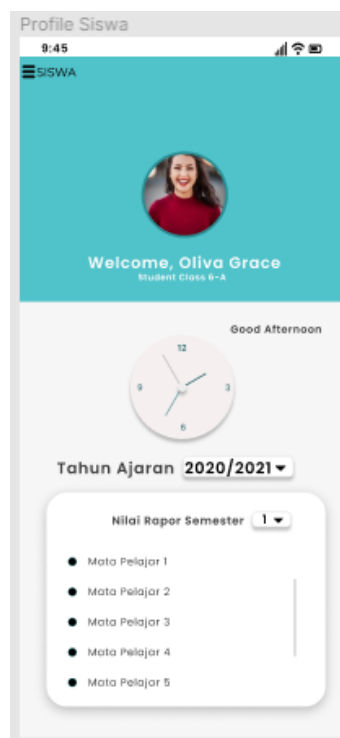 Profile Siswa
9:45
SISWA
Welcome, Oliva Grace
Student Class 6-A
Good Afternoon
12
9
3
6
Tahun Ajaran 2020/2021
Nilai Rapor Semester 1
Mata Pelajar 1
Mata Pelajar 2
Mata Pelajar 3
Mata Pelajar 4
Mata Pelajar 5